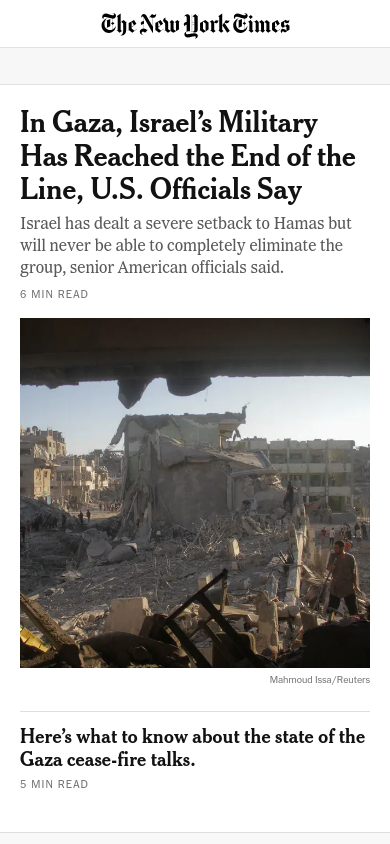 The New York Times
In Gaza, Israel’s Military
Has Reached the End of the
Line, U.S. Officials Say
Israel has dealt a severe setback to Hamas but
will never be able to completely eliminate the
group, senior American officials said.
6 MIN READ
Mahmoud Issa/Reuters
Here’s what to know about the state of the
Gaza cease-fire talks.
5 MIN READ